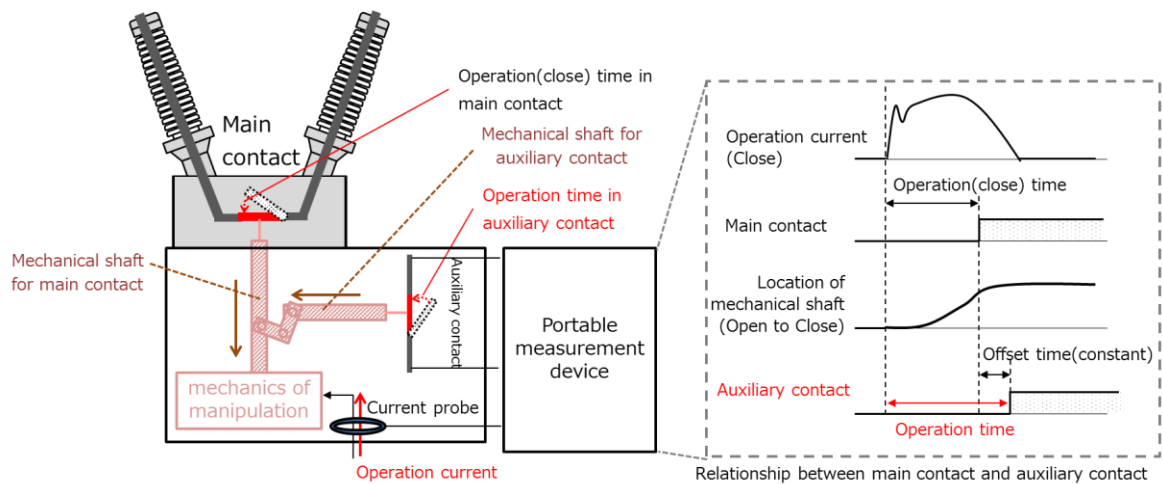 Operation(close) time in
main contact
Main
contact
Mechanical shaft for
auxiliary contact
Operation time in
auxiliary contact
Mechanical shaft
for main contact
Auxiliary contact
mechanics of
manipulation
Current probe
Operation current
Portable
measurement
device
Operation current
(Close)
Operation(close) time
Main contact
Location of
mechanical shaft
(Open to Close)
Offset time(constant)
Auxiliary contact
Operation time
Relationship between main contact and auxiliary contact